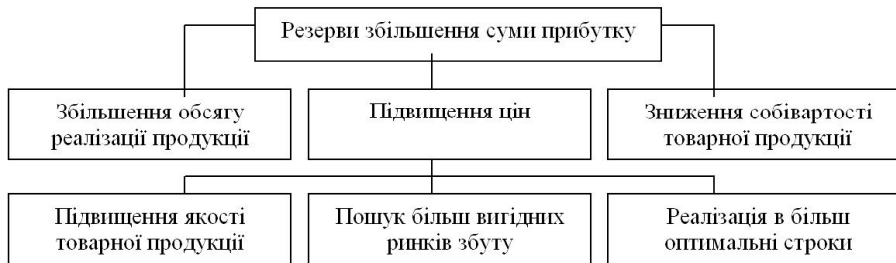 Резерви збільшення суми прибутку
Збільшення обсягу
реалізації продукції
Підвищення цін
Зниження собівартості
товарної продукції
Підвищення якості
товарної продукції
Пошук більш вигідних
ринків збуту
Реалізація в більш
оптимальні строки